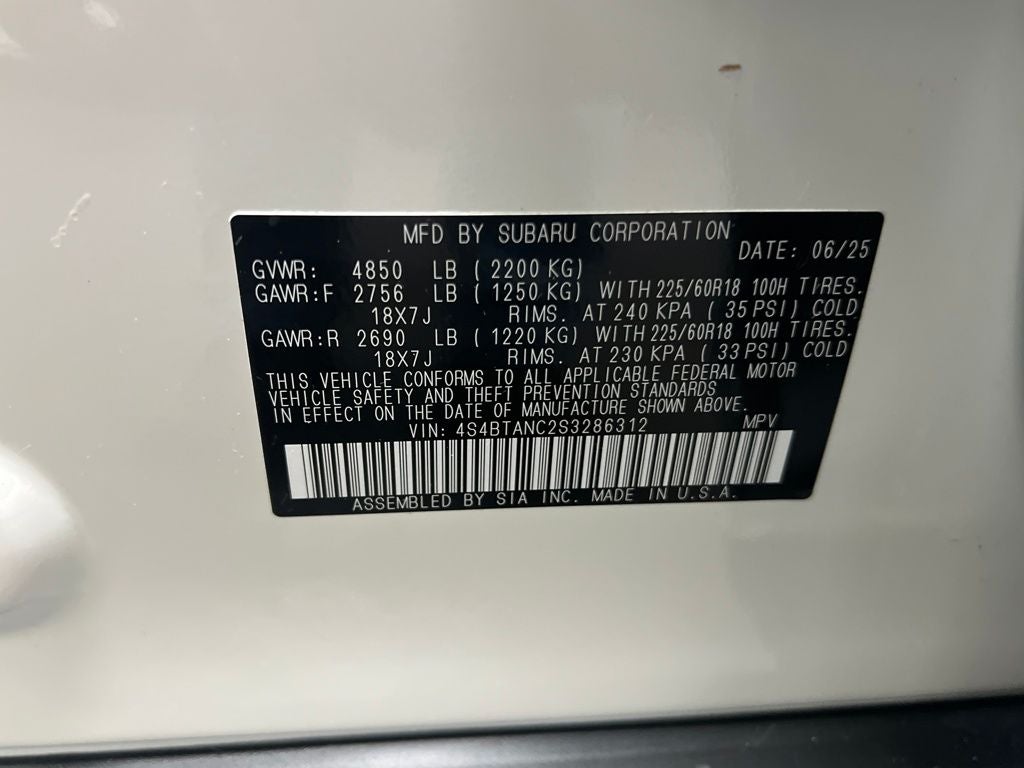 MFD BY SUBARU CORPORATION
DATE: 06/25
GVWR: 4850 LB ( 2200 KG)
GAWR:F 2756 LB ( 1250 KG) WITH 225/60R18 100H TIRES.
18X7J RIMS. AT 240 KPA ( 35 PSI) COLD
GAWR:R 2690 LB ( 1220 KG) WITH 225/60R18 100H TIRES.
18X7J RIMS. AT 230 KPA ( 33 PSI) COLD
THIS VEHICLE CONFORMS TO ALL APPLICABLE FEDERAL MOTOR
VEHICLE SAFETY AND THEFT PREVENTION STANDARDS
IN EFFECT ON THE DATE OF MANUFACTURE SHOWN ABOVE.
VIN: 4S4BTANC2S3286312 MPV
ASSEMBLED BY SIA INC. MADE IN U.S.A.